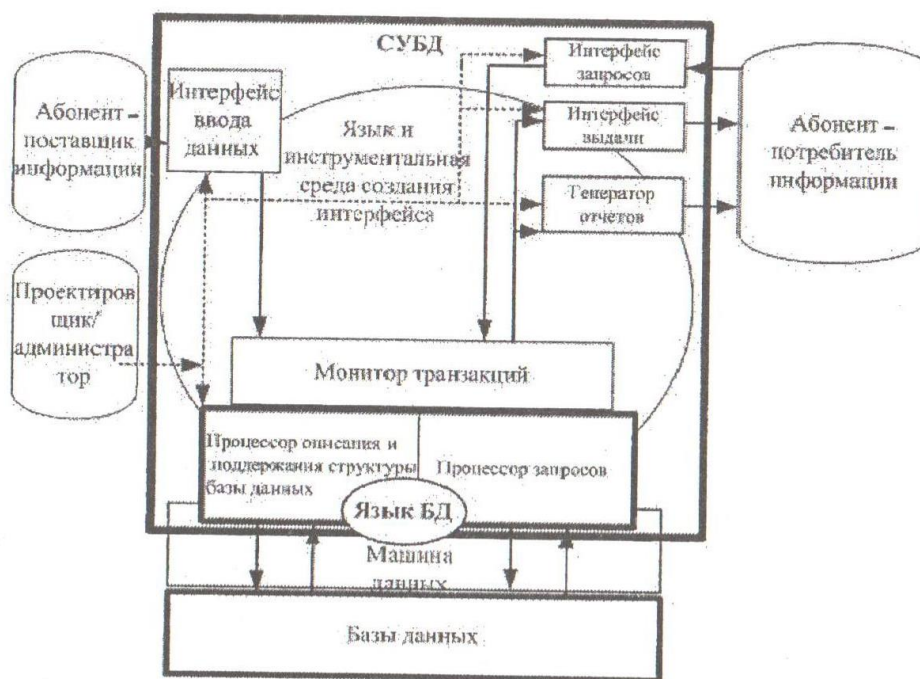 СУБД
Интерфейс
запросов
Абонент –
поставщик
информации
Интерфейс
ввода
данных
Интерфейс
выдачи
Абонент –
потребитель
информации
Язык и
инструментальная
среда создания
интерфейса
Генератор
отчетов
Проектиров
щик/
администра
тор
Монитор транзакций
Процессор описания и
поддержания структуры
базы данных
Процессор запросов
Язык БД
Машина
данных
Базы данных